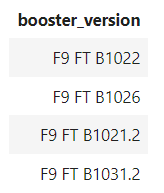 booster_version
F9 FT B1022
F9 FT B1026
F9 FT B1021.2
F9 FT B1031.2